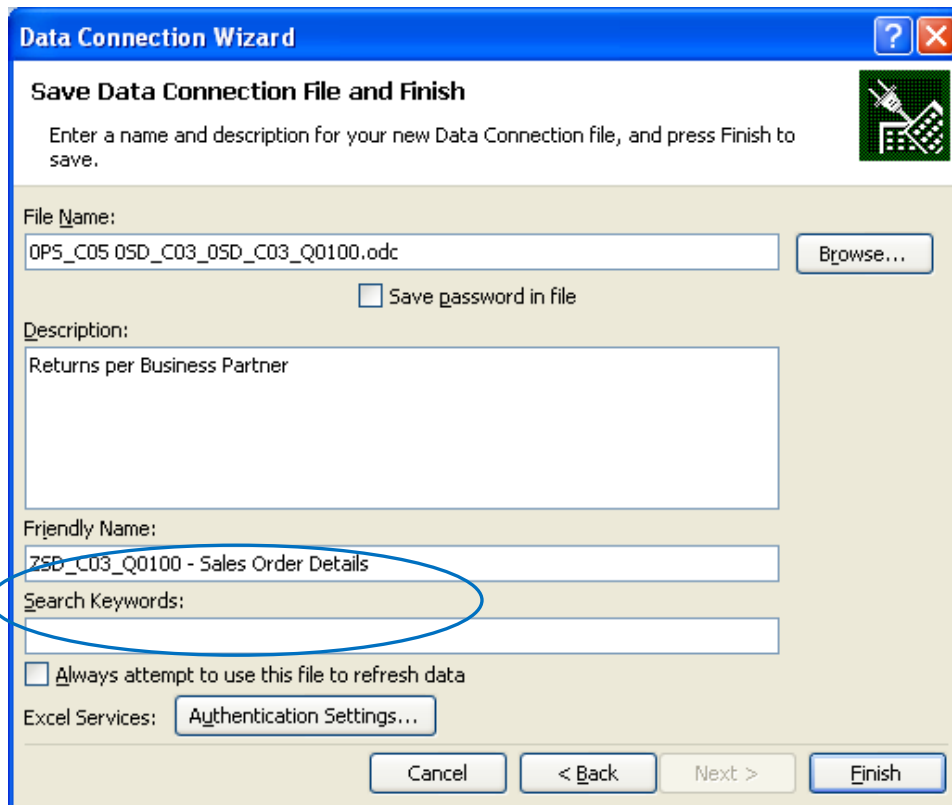 Data Connection Wizard
Save Data Connection File and Finish
Enter a name and description for your new Data Connection file, and press Finish to
save.
File Name:
0PS_C05 0SD_C03_0SD_C03_Q0100.odc
Browse...
Save password in file
Description:
Returns per Business Partner
Friendly Name:
ZSD_C03_Q0100 - Sales Order Details
Search Keywords:
Always attempt to use this file to refresh data
Excel Services:
Authentication Settings...
Cancel
< Back
Next >
Finish